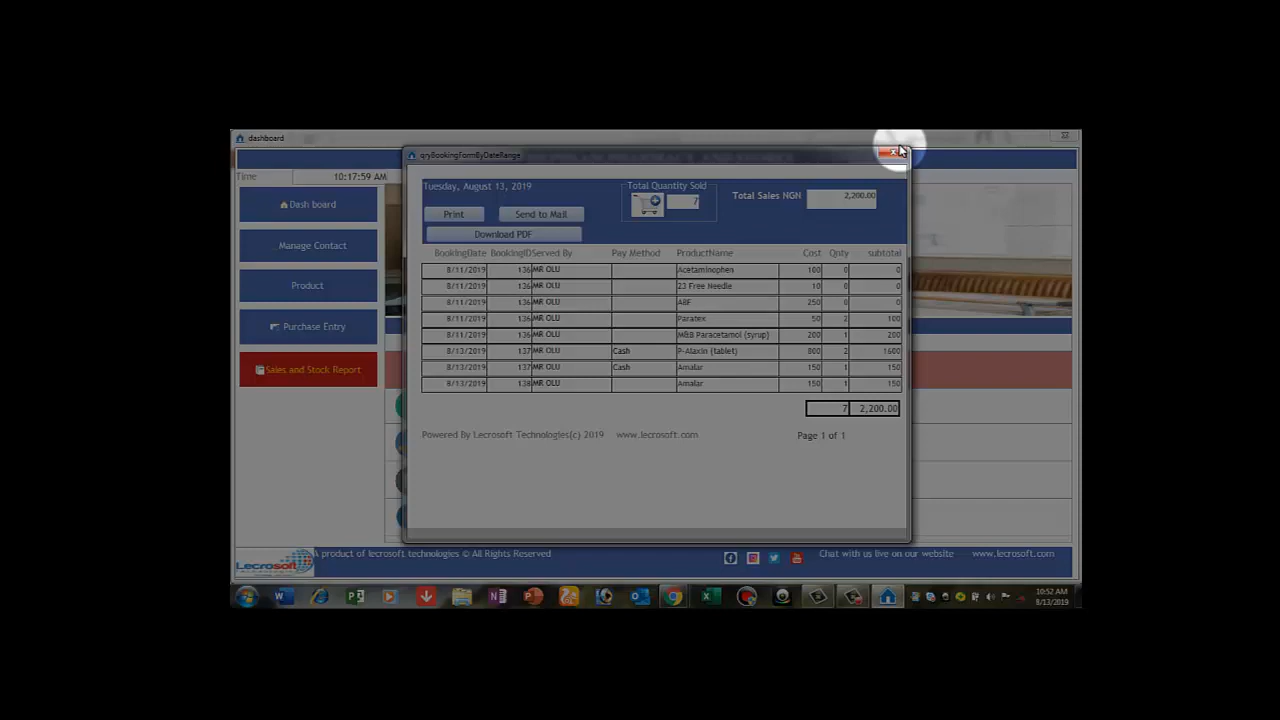 dashboard
qryBookingFormByDateRange
Time 10:17:59 AM
Tuesday, August 13, 2019
Total Quantity Sold
7
Total Sales NGN 2,200.00
Print
Send to Mail
Download PDF
Dash board
Manage Contact
Product
Purchase Entry
Sales and Stock Report
BookingDate BookingID Served By Pay Method ProductName Cost Qnty subtotal
8/11/2019 136 MR OLU Acetaminophen 100 0 0
8/11/2019 136 MR OLU 23 Free Needle 10 0 0
8/11/2019 136 MR OLU ABF 250 0 0
8/11/2019 136 MR OLU Paratex 50 2 100
8/11/2019 136 MR OLU M&B Paracetamol (syrup) 200 1 200
8/13/2019 137 MR OLU Cash P-Alaxin (tablet) 800 2 1600
8/13/2019 137 MR OLU Cash Amalar 150 1 150
8/13/2019 138 MR OLU Amalar 150 1 150
7 2,200.00
Powered By Lecrosoft Technologies(c) 2019 www.lecrosoft.com Page 1 of 1
Lecrosoft
A product of lecrosoft technologies © All Rights Reserved
Chat with us live on our website www.lecrosoft.com
10:52 AM
8/13/2019